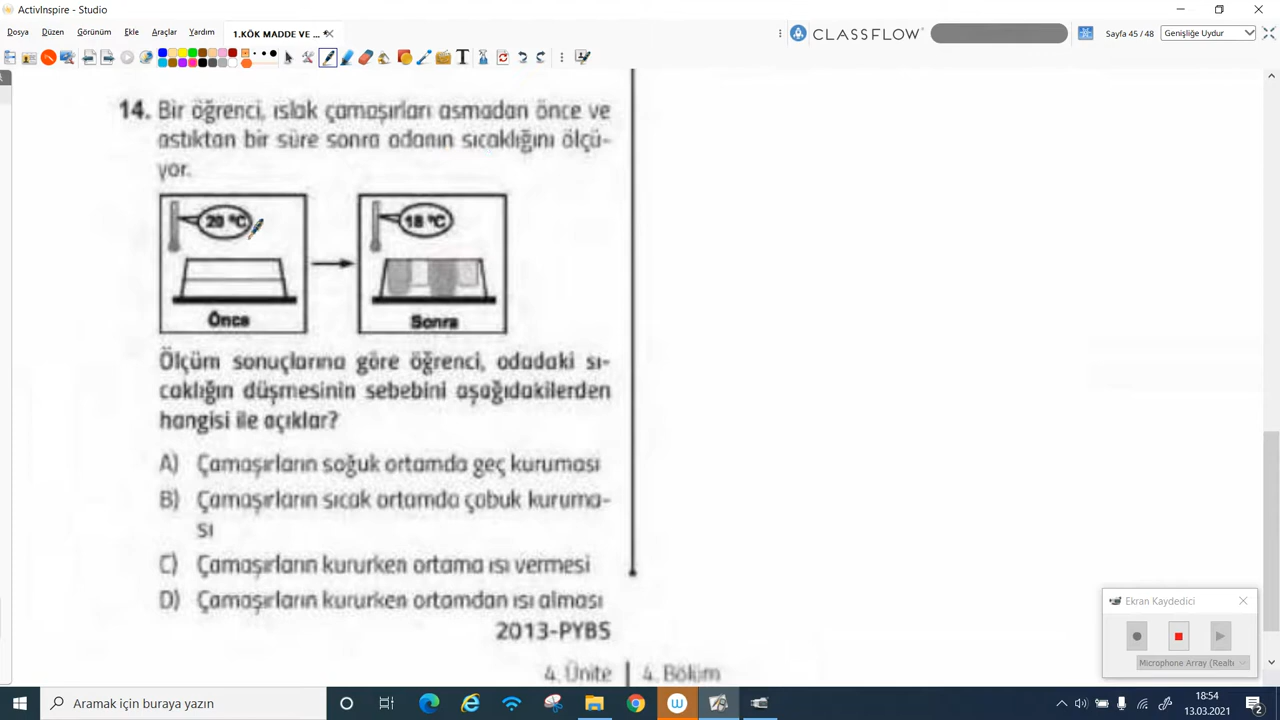 ActivInspire - Studio
Dosya Düzen Görünüm Ekle Araçlar Yardım
1.KÖK MADDE VE ...
CLASSFLOW
Sayfa 45 / 48
Genişliğe Uydur
14. Bir öğrenci, ıslak çamaşırları asmadan önce ve
astıktan bir süre sonra odanın sıcaklığını ölçü-
yor.
20 °C
18 °C
Önce
Sonra
Ölçüm sonuçlarına göre öğrenci, odadaki sı-
caklığın düşmesinin sebebini aşağıdakilerden
hangisi ile açıklar?
A) Çamaşırların soğuk ortamda geç kuruması
B) Çamaşırların sıcak ortamda çabuk kuruma-
sı
C) Çamaşırların kururken ortama ısı vermesi
D) Çamaşırların kururken ortamdan ısı alması
2013-PYBS
4. Ünite | 4. Bölüm
Ekran Kaydedici
Microphone Array (Realte
Aramak için buraya yazın
18:54
13.03.2021
2